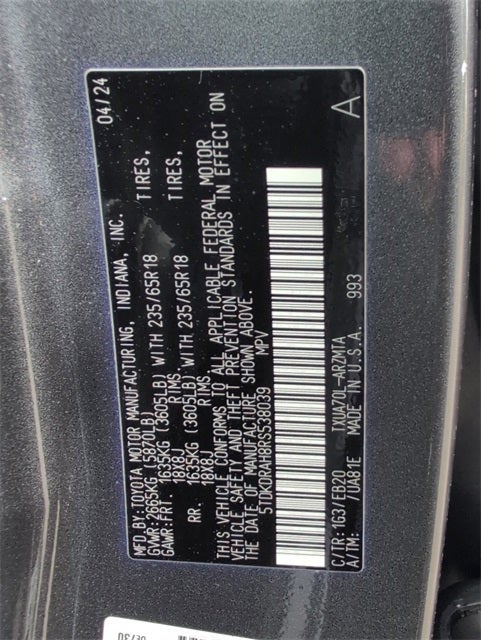 MFD.BY:TOYOTA MOTOR MANUFACTURING, INDIANA, INC. 04/24
GVWR:2665KG (5870LB)
GAWR:FRT. 1635KG (3605LB) WITH 235/65R18 TIRES,
18X8J RIMS.
RR. 1635KG (3605LB) WITH 235/65R18 TIRES,
18X8J RIMS.
THIS VEHICLE CONFORMS TO ALL APPLICABLE FEDERAL MOTOR
VEHICLE SAFETY AND THEFT PREVENTION STANDARDS IN EFFECT ON
THE DATE OF MANUFACTURE SHOWN ABOVE.
5TDKDRAH8RS538039 MPV
C/TR:1G3/EB20 TXUA70L-ARZMTA A
A/TM: /UA81E MADE IN U.S.A. 993